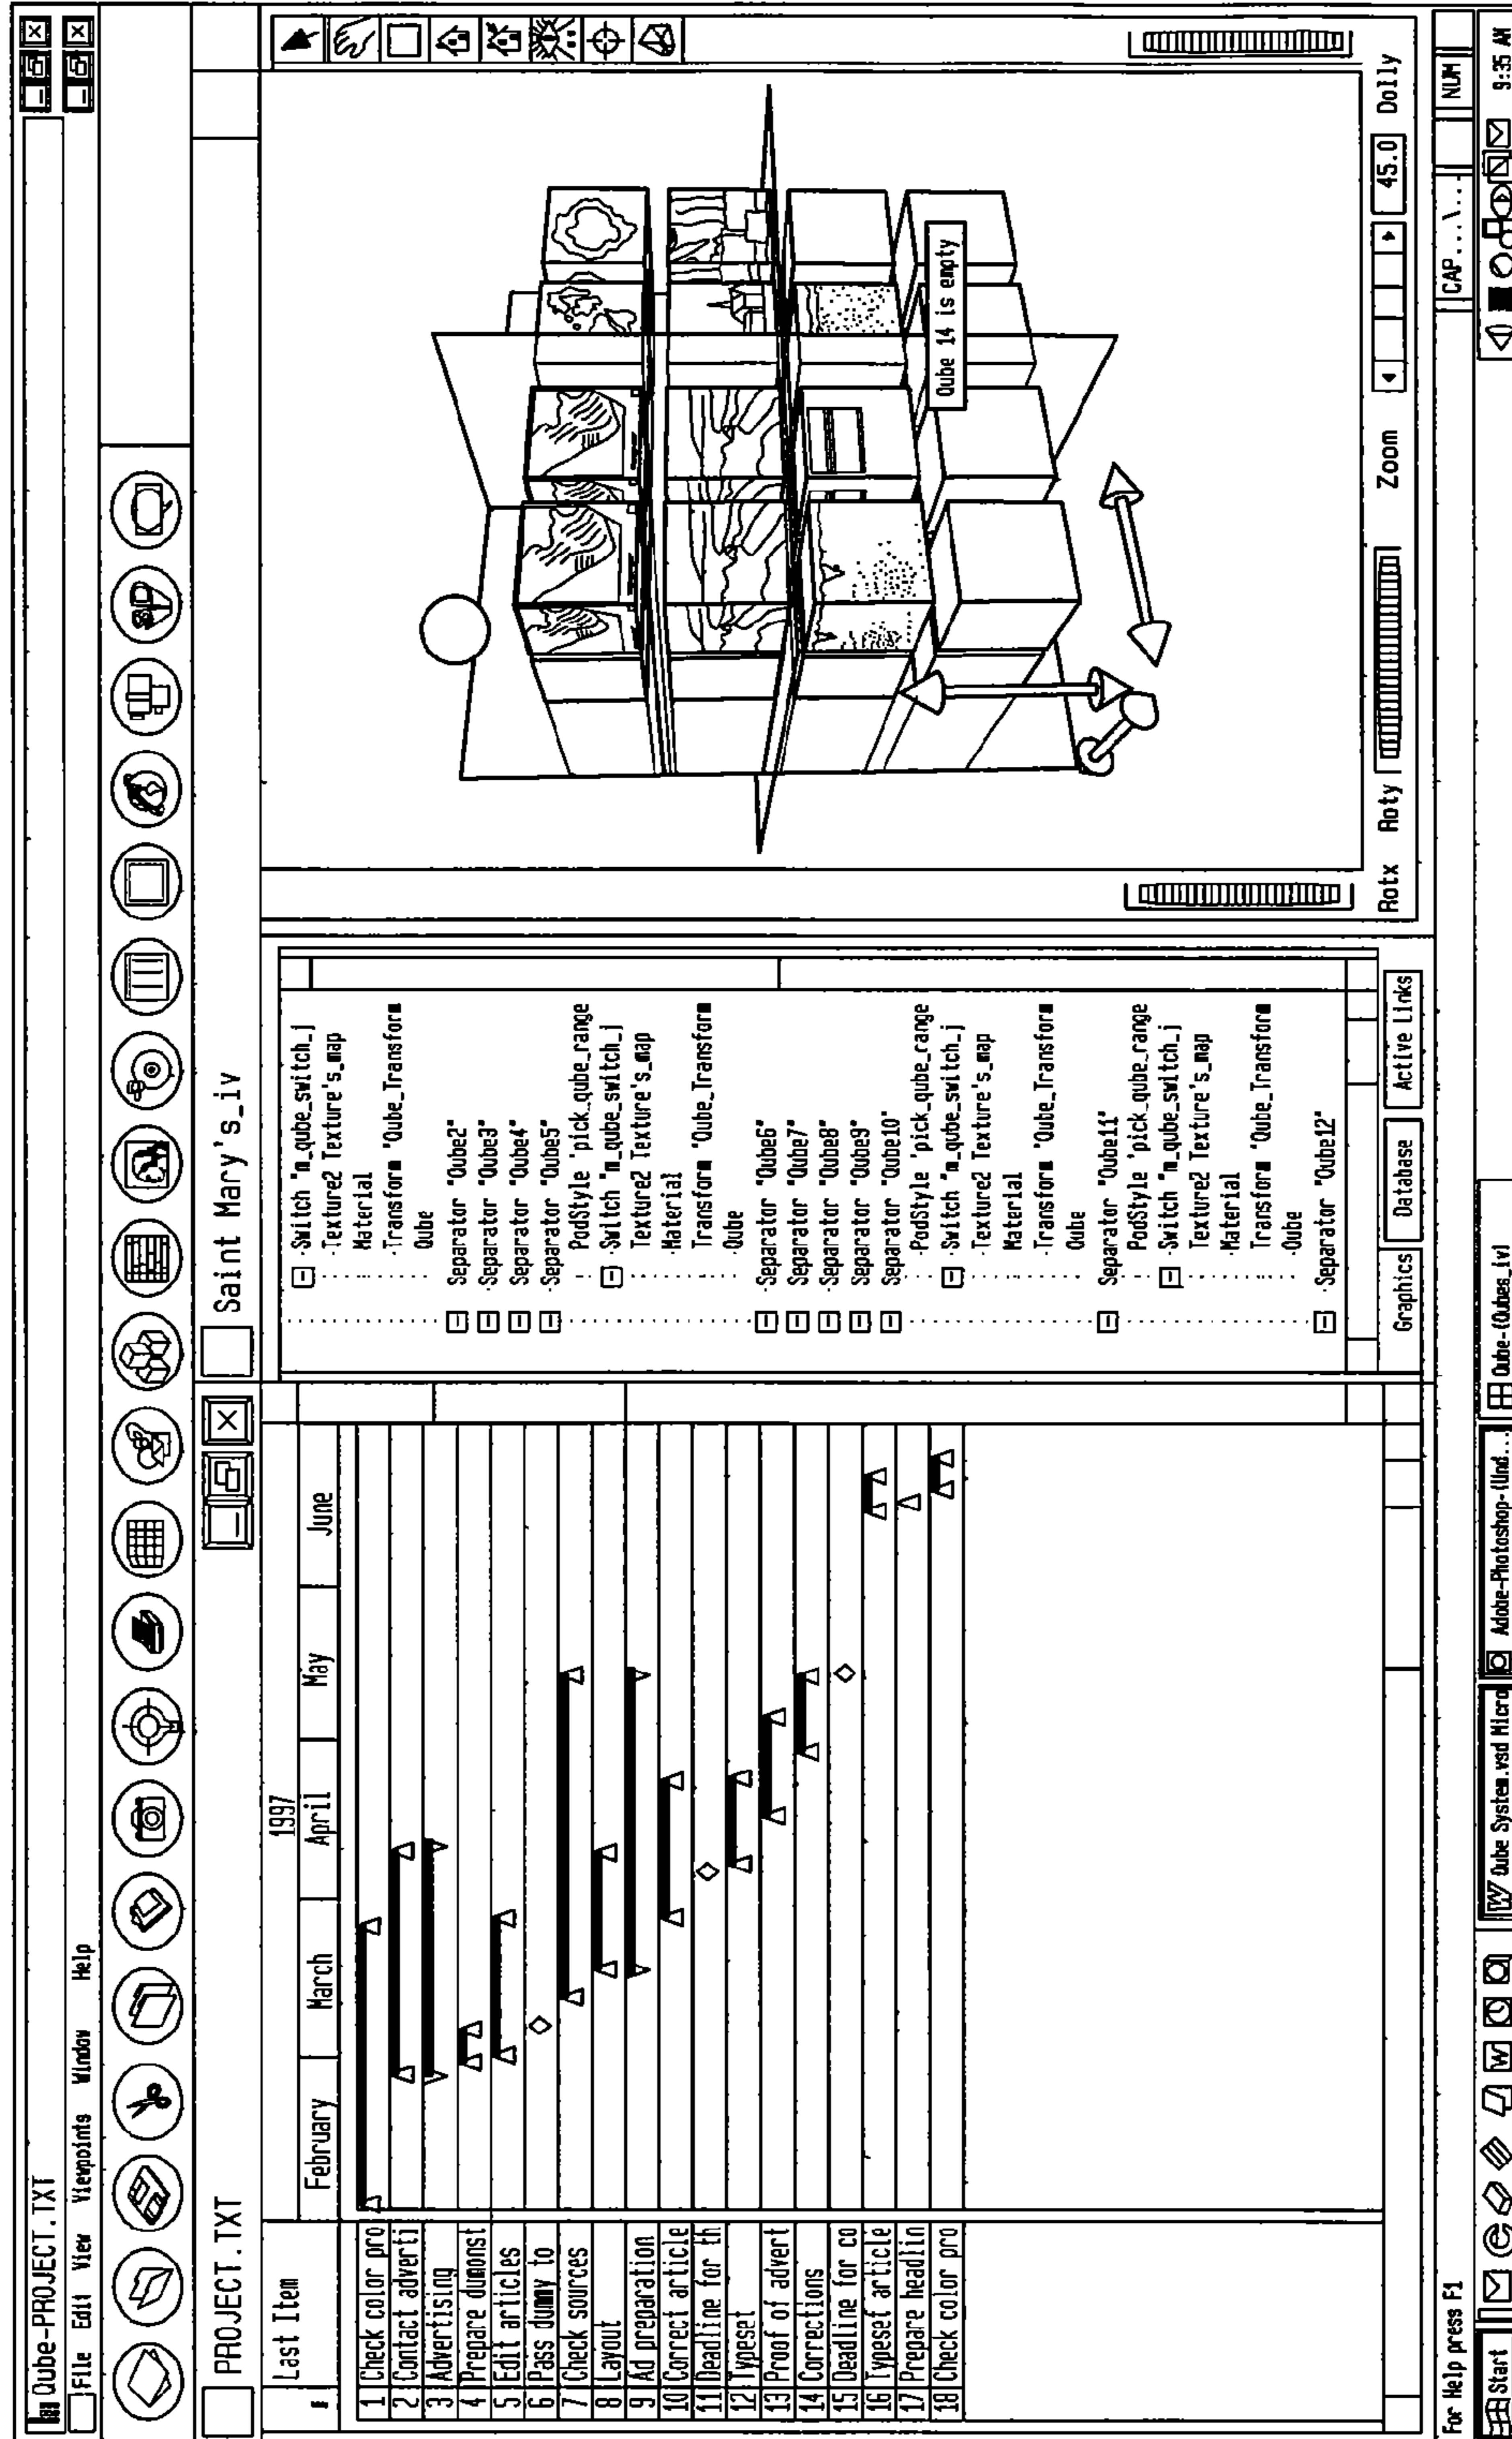 Qube-PROJECT.TXT
File Edit View Viewpoints Window Help
PROJECT.TXT
Last Item
1997
February March April May June
1 Check color pro
2 Contact adverti
3 Advertising
4 Prepare dumonst
5 Edit articles
6 Pass dummy to
7 Check sources
8 Layout
9 Ad preparation
10 Correct article
11 Deadline for th
12 Typeset
13 Proof of advert
14 Corrections
15 Deadline for co
16 Typeset article
17 Prepare headlin
18 Check color pro
Saint Mary's_iv
Switch "m_qube_switch_j
Texture2 Texture's_map
Material
Transform "Qube_Transform
Qube
Separator "Qube2"
Separator "Qube3"
Separator "Qube4"
Separator "Qube5"
PodStyle 'pick_qube_range
Switch "m_qube_switch_j
Texture2 Texture's_map
Material
Transform "Qube_Transform
Qube
Separator "Qube6"
Separator "Qube7"
Separator "Qube8"
Separator "Qube9"
Separator "Qube10"
PodStyle 'pick_qube_range
Switch "m_qube_switch_j
Texture2 Texture's_map
Material
Transform "Qube_Transform
Qube
Separator "Qube11"
PodStyle 'pick_qube_range
Switch "m_qube_switch_j
Texture2 Texture's_map
Material
Transform "Qube_Transform
Qube
Separator "Qube12"
Graphics Database Active Links
3D
Qube 14 is empty
Rotx Roty Zoom 45.0 Dolly
For Help press F1
CAP...\... NUM
Start W Qube System.vsd Micro Adobe-Photoshop-(Und... Qube-(Qubes_iv) 9:35 AM